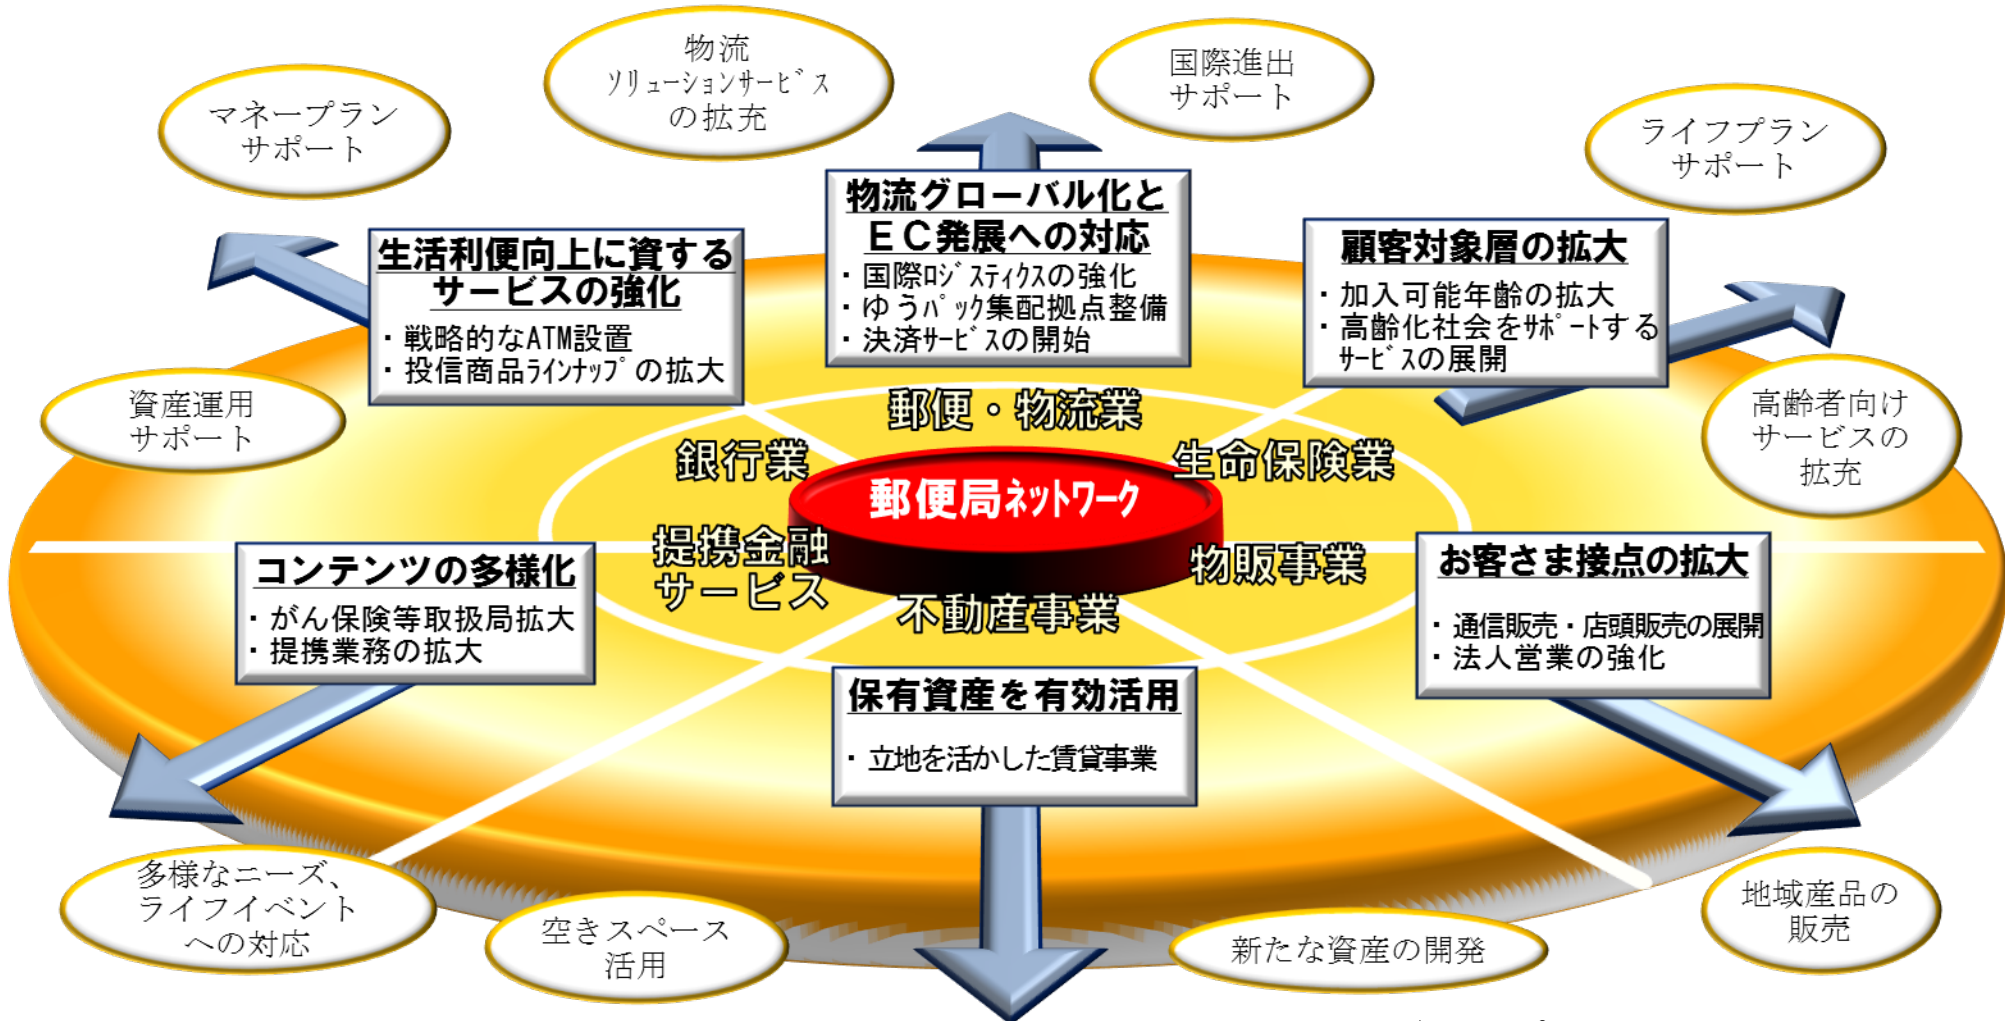 物流
ソリューションサービス
の拡充
国際進出
サポート
マネープラン
サポート
ライフプラン
サポート
物流グローバル化と
ＥＣ発展への対応
・国際ロジスティクスの強化
・ゆうパック集配拠点整備
・決済サービスの開始
生活利便向上に資する
サービスの強化
・戦略的なATM設置
・投信商品ラインナップの拡大
顧客対象層の拡大
・加入可能年齢の拡大
・高齢化社会をサポートする
サービスの展開
資産運用
サポート
高齢者向け
サービスの
拡充
郵便・物流業
銀行業
生命保険業
郵便局ネットワーク
提携金融
サービス
物販事業
不動産事業
コンテンツの多様化
・がん保険等取扱局拡大
・提携業務の拡大
お客さま接点の拡大
・通信販売・店頭販売の展開
・法人営業の強化
保有資産を有効活用
・立地を活かした賃貸事業
多様なニーズ、
ライフイベント
への対応
空きスペース
活用
新たな資産の開発
地域産品の
販売